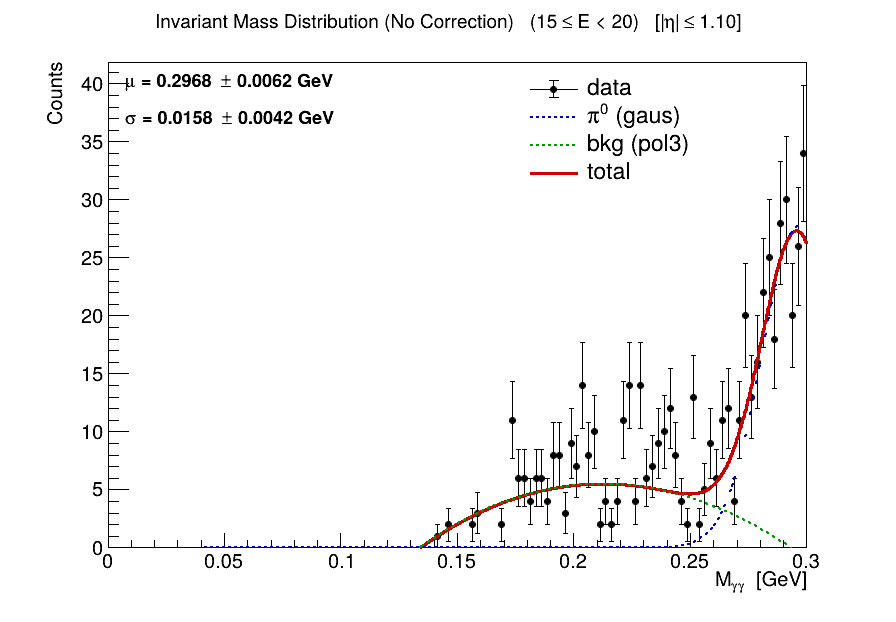 Invariant Mass Distribution (No Correction) (15 ≤ E < 20) [|η| ≤ 1.10]
Counts
μ = 0.2968 ± 0.0062 GeV
σ = 0.0158 ± 0.0042 GeV
data
π⁰ (gaus)
bkg (pol3)
total
40
35
30
25
20
15
10
5
0
0 0.05 0.1 0.15 0.2 0.25 0.3
Mγγ [GeV]